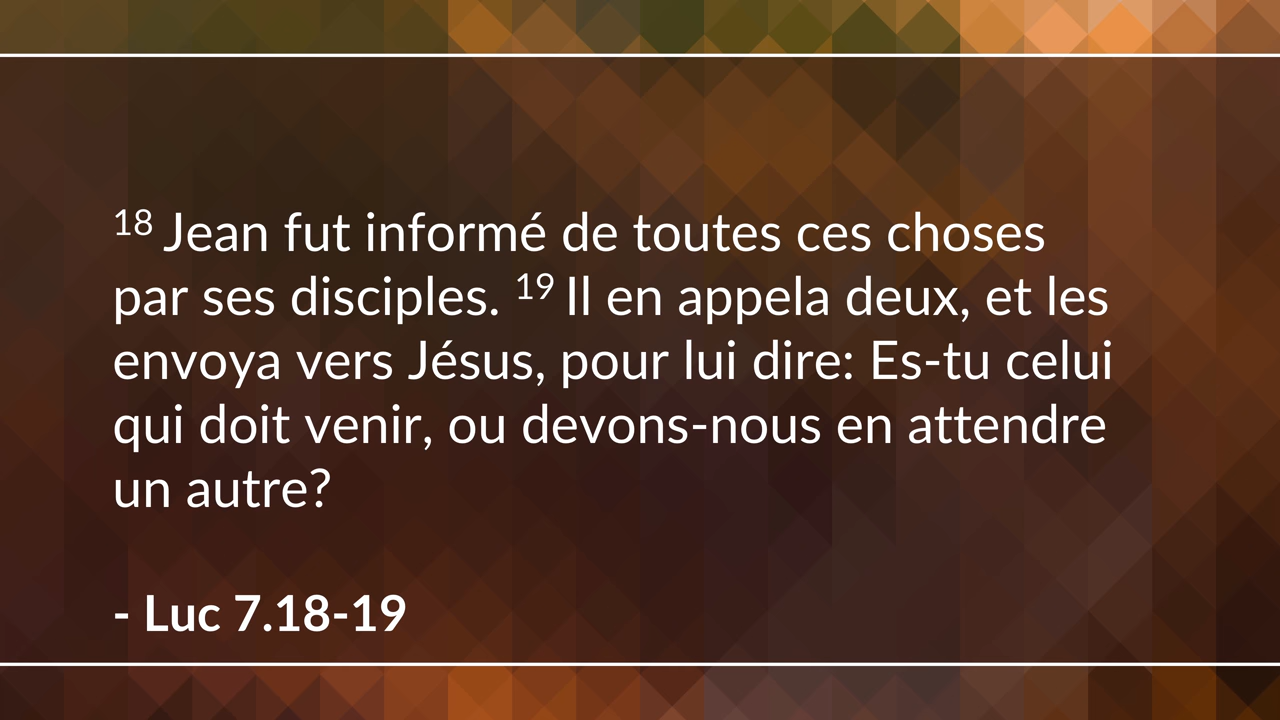 18 Jean fut informé de toutes ces choses
par ses disciples. 19 Il en appela deux, et les
envoya vers Jésus, pour lui dire: Es-tu celui
qui doit venir, ou devons-nous en attendre
un autre?
- Luc 7.18-19